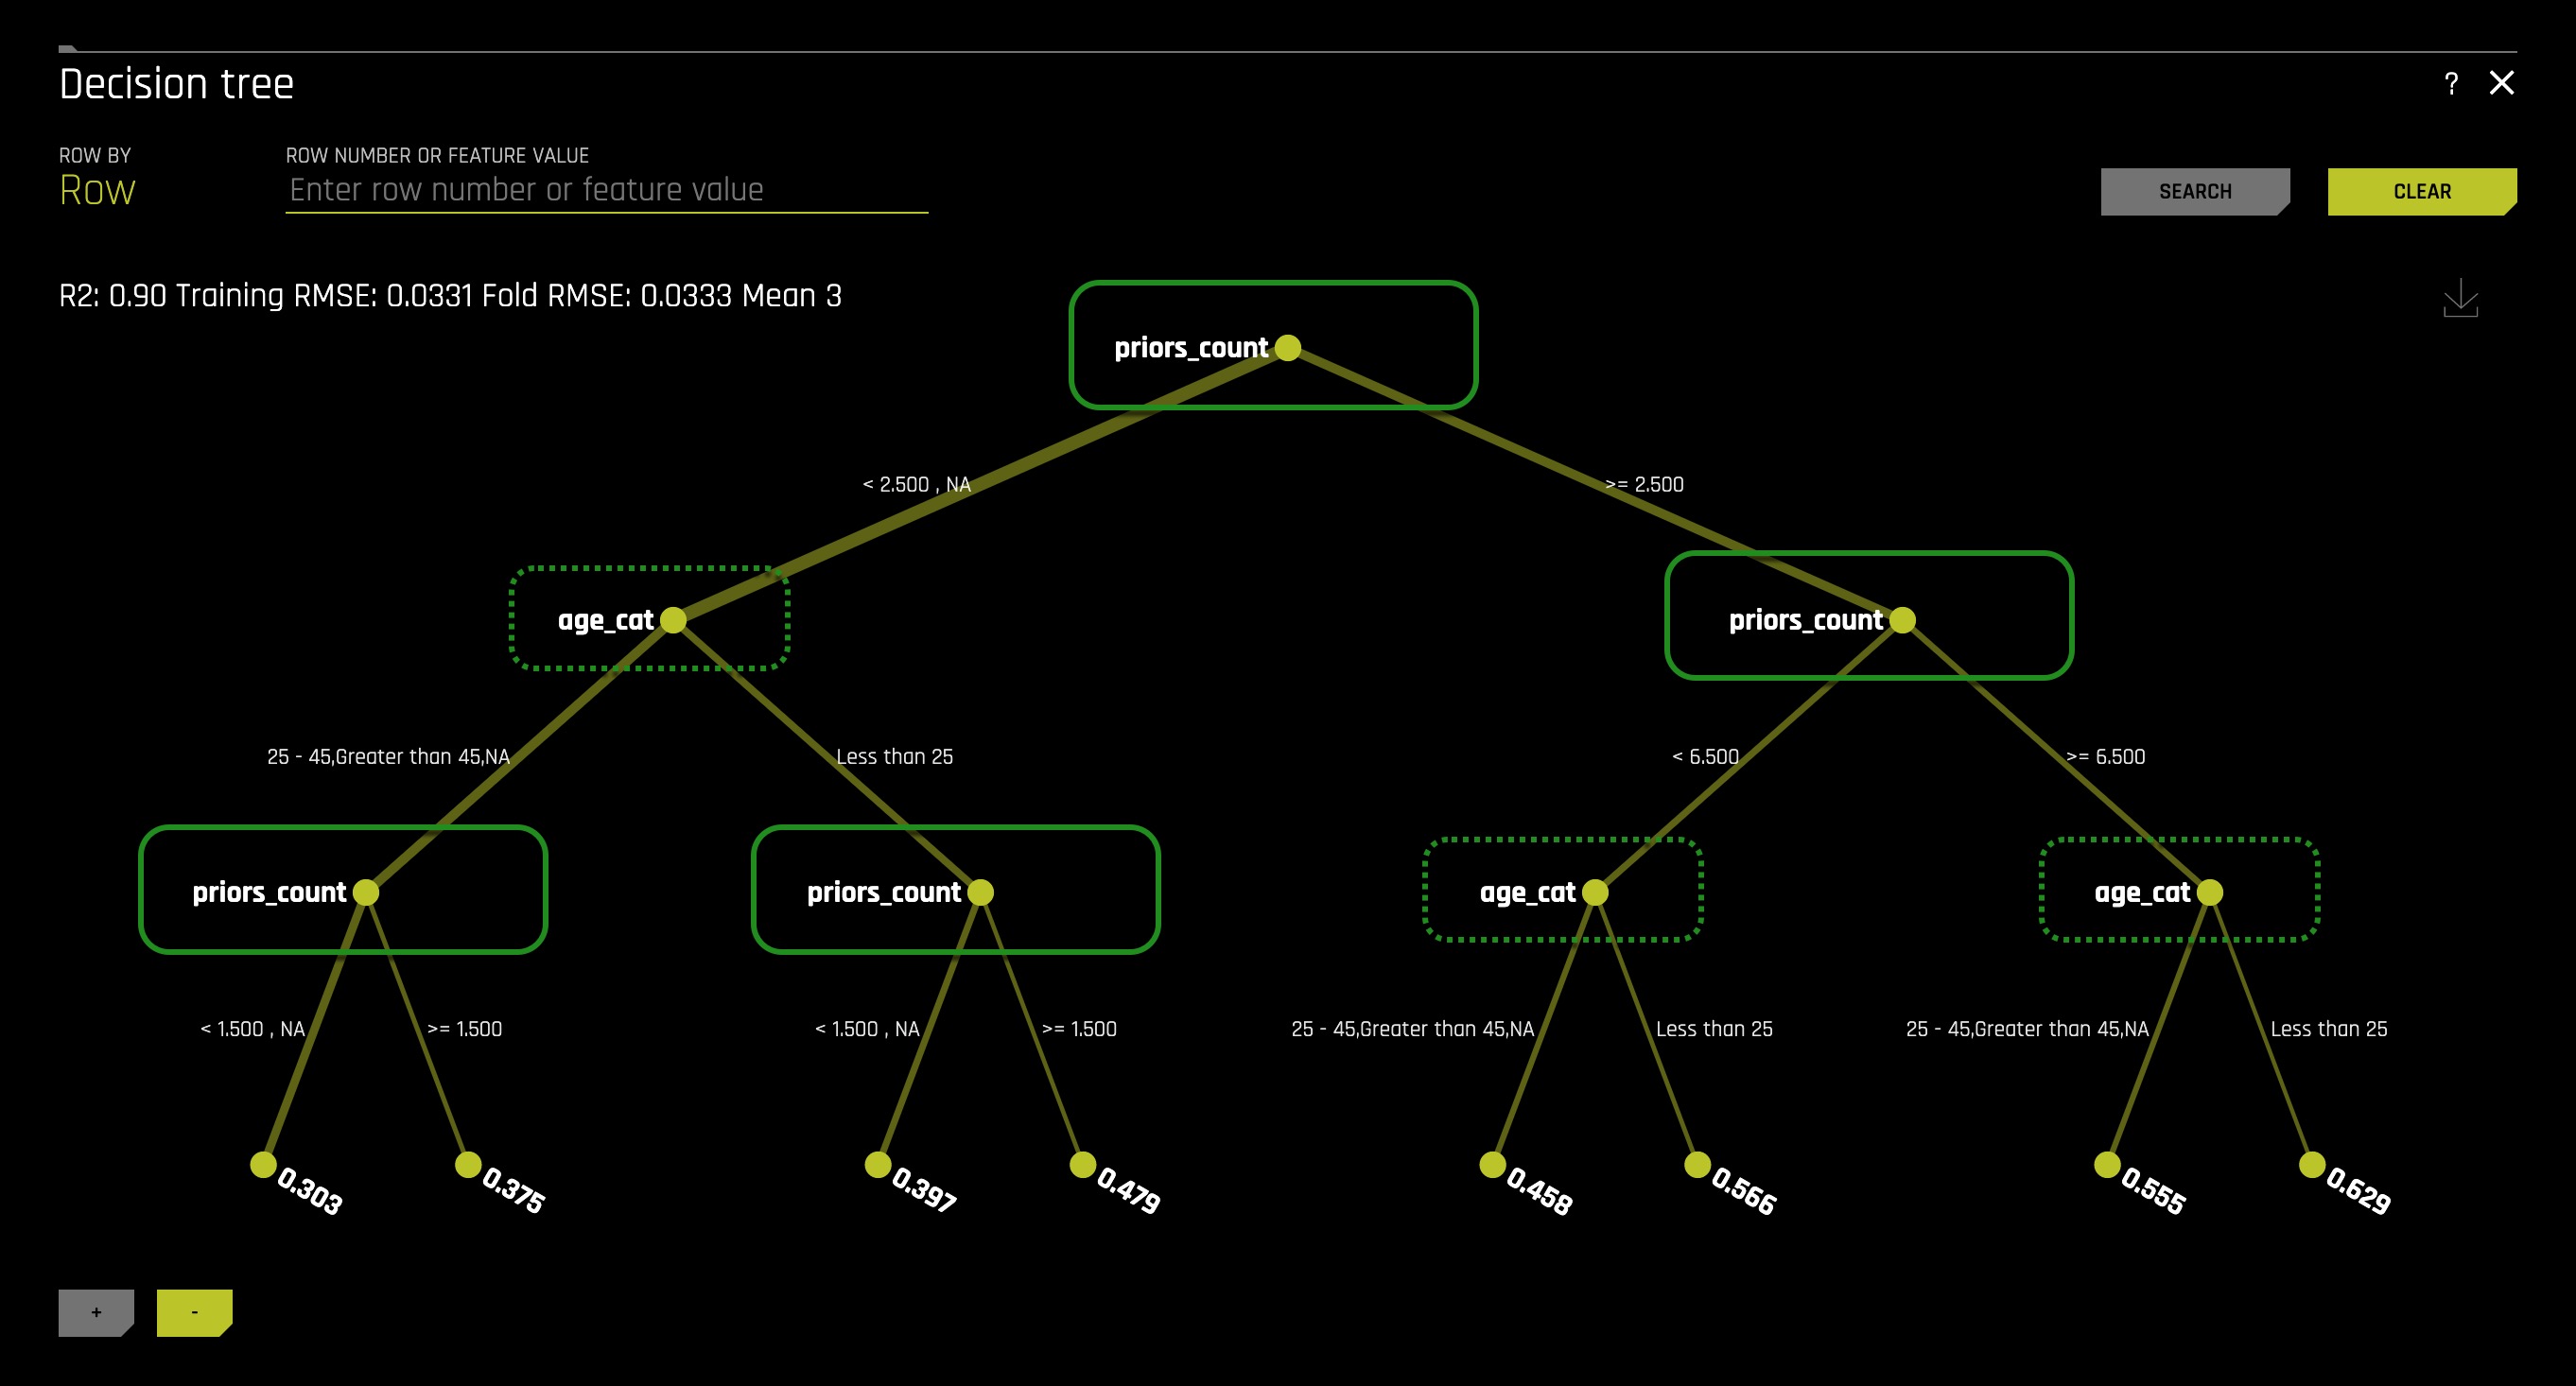 Decision tree
?
ROW BY
ROW NUMBER OR FEATURE VALUE
Row
Enter row number or feature value
SEARCH
CLEAR
R2: 0.90 Training RMSE: 0.0331 Fold RMSE: 0.0333 Mean 3
priors_count
< 2.500 , NA
>= 2.500
age_cat
priors_count
25 - 45,Greater than 45,NA
Less than 25
< 6.500
>= 6.500
priors_count
priors_count
age_cat
age_cat
< 1.500 , NA
>= 1.500
< 1.500 , NA
>= 1.500
25 - 45,Greater than 45,NA
Less than 25
25 - 45,Greater than 45,NA
Less than 25
0.303
0.375
0.397
0.479
0.458
0.566
0.555
0.629
+
-